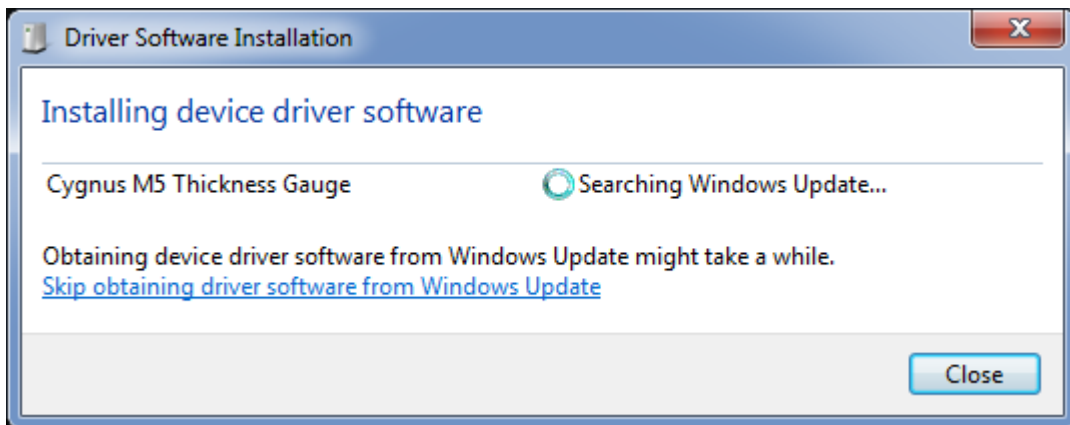 Driver Software Installation
Installing device driver software
Cygnus M5 Thickness Gauge Searching Windows Update...
Obtaining device driver software from Windows Update might take a while.
Skip obtaining driver software from Windows Update
Close